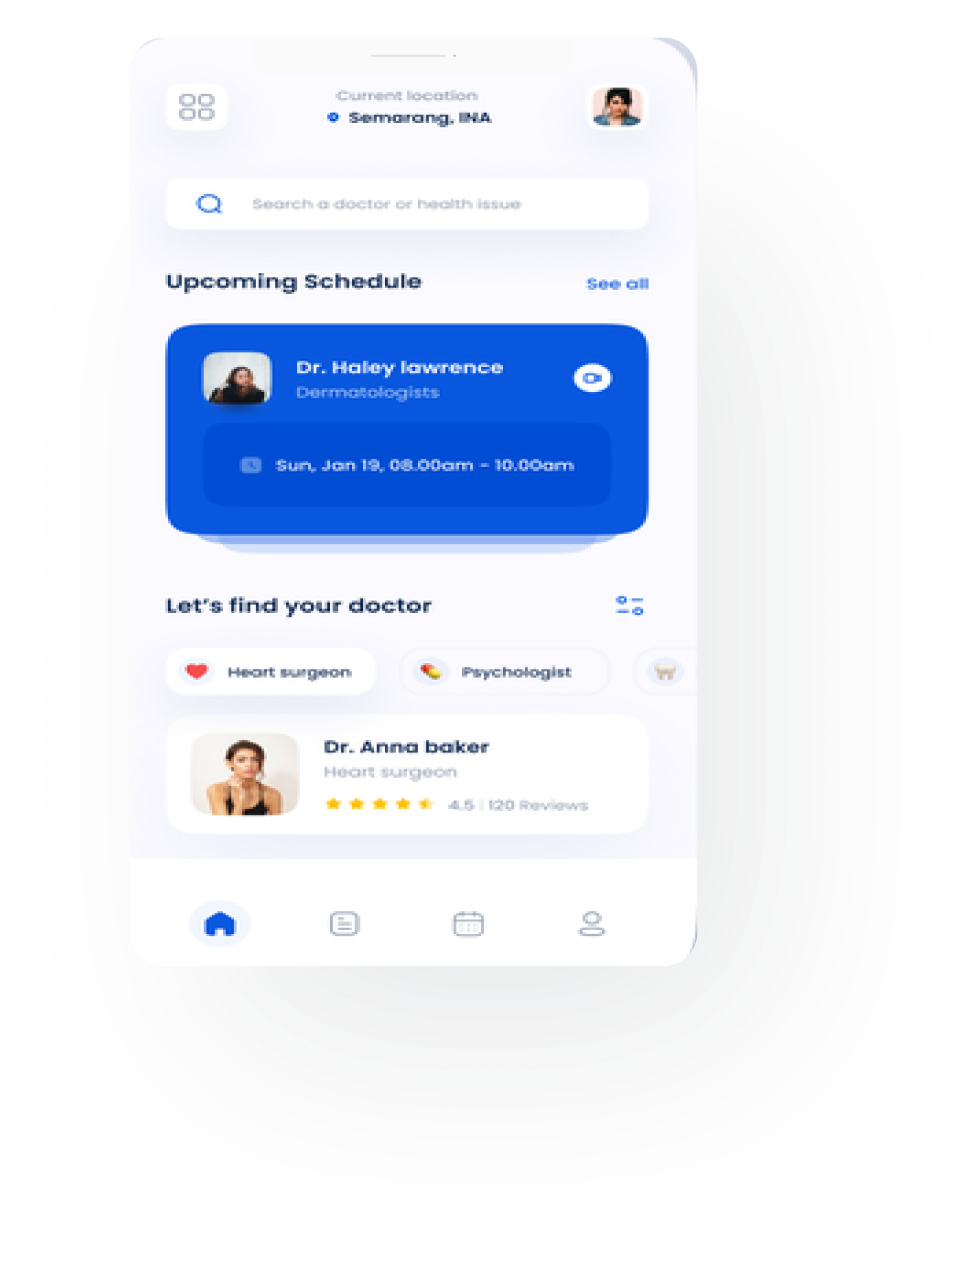 Current location
Semarang, INA
Search a doctor or health issue
Upcoming Schedule
See all
Dr. Haley lawrence
Dermatologists
Sun, Jan 19, 08.00am - 10.00am
Let's find your doctor
Heart surgeon
Psychologist
Dr. Anna baker
Heart surgeon
4.5 | 120 Reviews